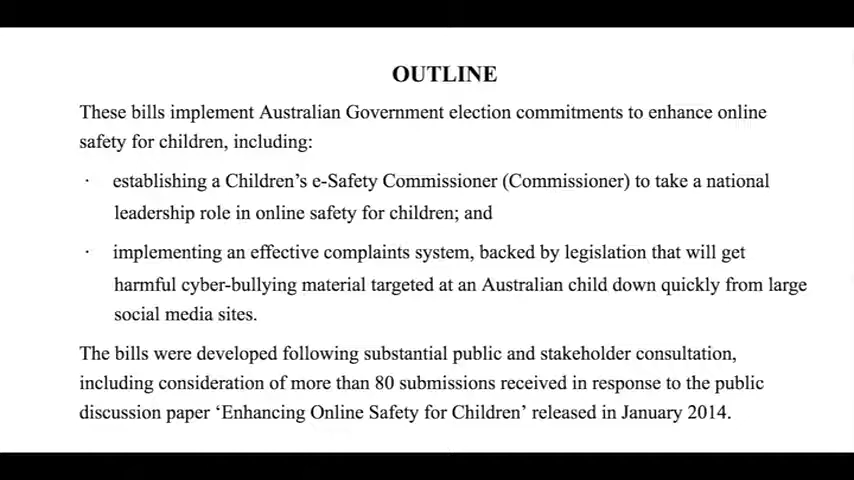 OUTLINE
These bills implement Australian Government election commitments to enhance online
safety for children, including:
· establishing a Children’s e-Safety Commissioner (Commissioner) to take a national
leadership role in online safety for children; and
· implementing an effective complaints system, backed by legislation that will get
harmful cyber-bullying material targeted at an Australian child down quickly from large
social media sites.
The bills were developed following substantial public and stakeholder consultation,
including consideration of more than 80 submissions received in response to the public
discussion paper ‘Enhancing Online Safety for Children’ released in January 2014.